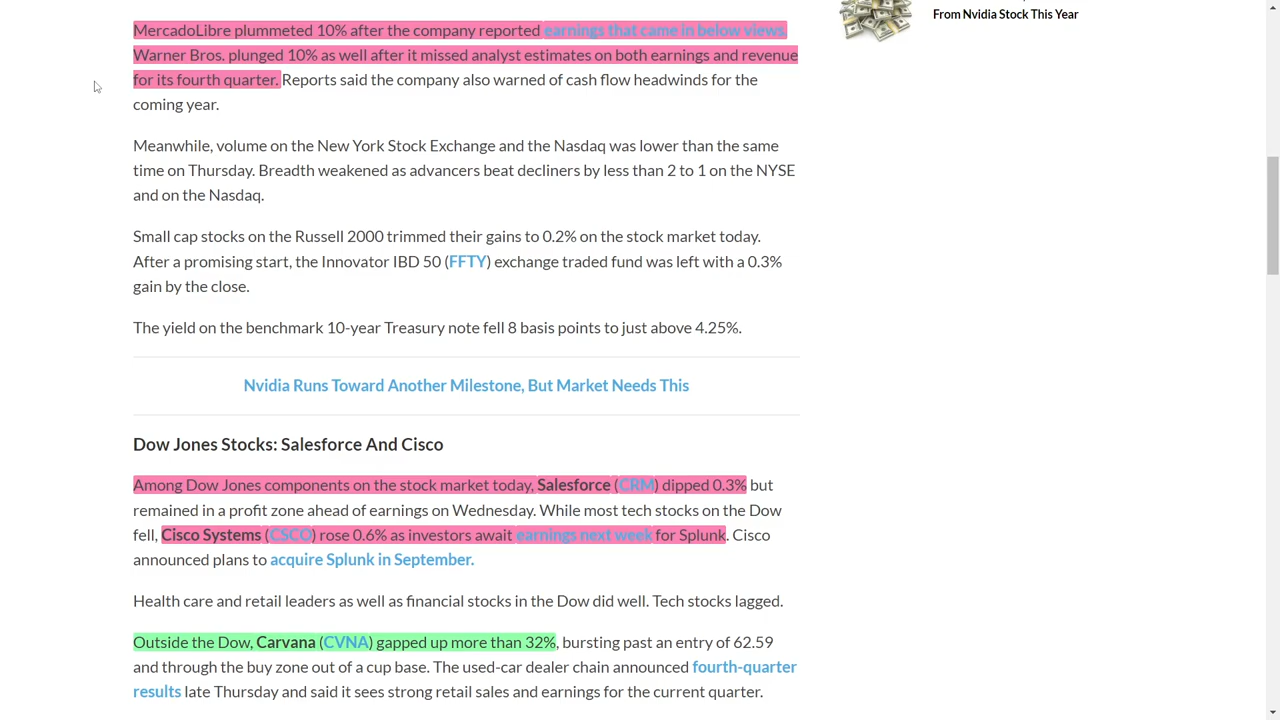 From Nvidia Stock This Year
MercadoLibre plummeted 10% after the company reported earnings that came in below views.
Warner Bros. plunged 10% as well after it missed analyst estimates on both earnings and revenue
for its fourth quarter. Reports said the company also warned of cash flow headwinds for the
coming year.
Meanwhile, volume on the New York Stock Exchange and the Nasdaq was lower than the same
time on Thursday. Breadth weakened as advancers beat decliners by less than 2 to 1 on the NYSE
and on the Nasdaq.
Small cap stocks on the Russell 2000 trimmed their gains to 0.2% on the stock market today.
After a promising start, the Innovator IBD 50 (FFTY) exchange traded fund was left with a 0.3%
gain by the close.
The yield on the benchmark 10-year Treasury note fell 8 basis points to just above 4.25%.
Nvidia Runs Toward Another Milestone, But Market Needs This
Dow Jones Stocks: Salesforce And Cisco
Among Dow Jones components on the stock market today, Salesforce (CRM) dipped 0.3% but
remained in a profit zone ahead of earnings on Wednesday. While most tech stocks on the Dow
fell, Cisco Systems (CSCO) rose 0.6% as investors await earnings next week for Splunk. Cisco
announced plans to acquire Splunk in September.
Health care and retail leaders as well as financial stocks in the Dow did well. Tech stocks lagged.
Outside the Dow, Carvana (CVNA) gapped up more than 32%, bursting past an entry of 62.59
and through the buy zone out of a cup base. The used-car dealer chain announced fourth-quarter
results late Thursday and said it sees strong retail sales and earnings for the current quarter.